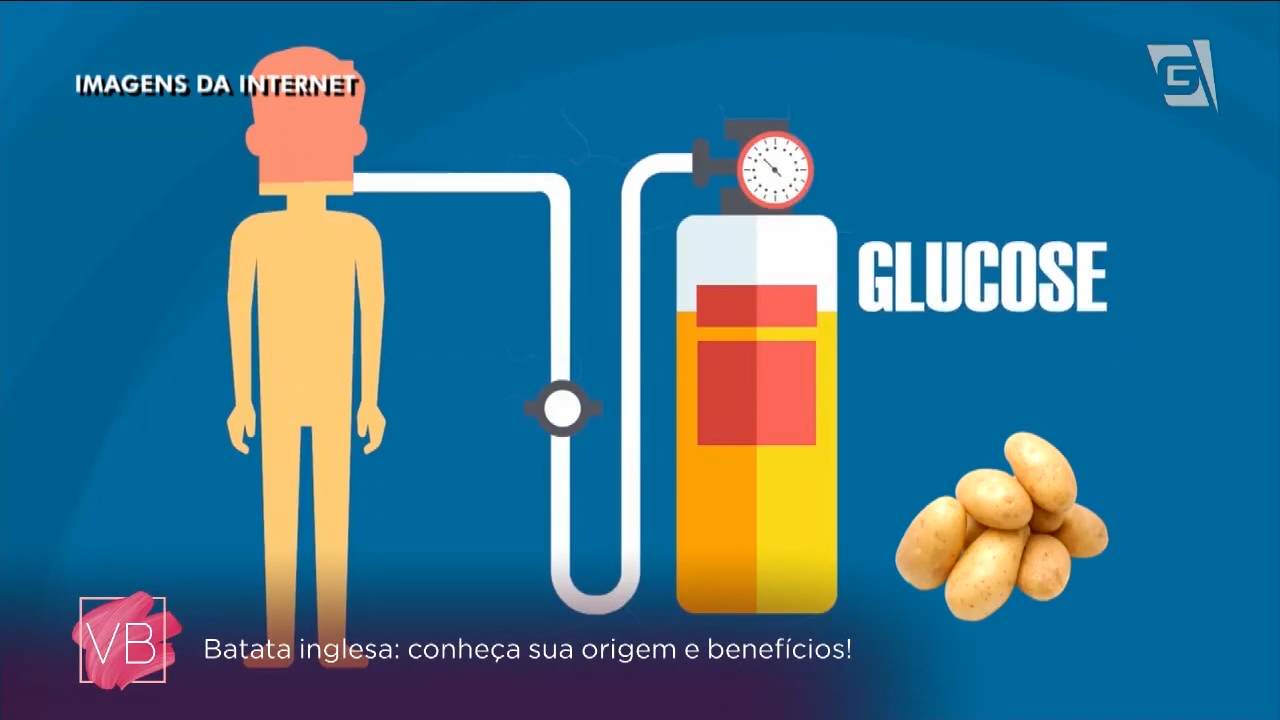 IMAGENS DA INTERNET
G
GLUCOSE
VB
Batata inglesa: conheça sua origem e benefícios!